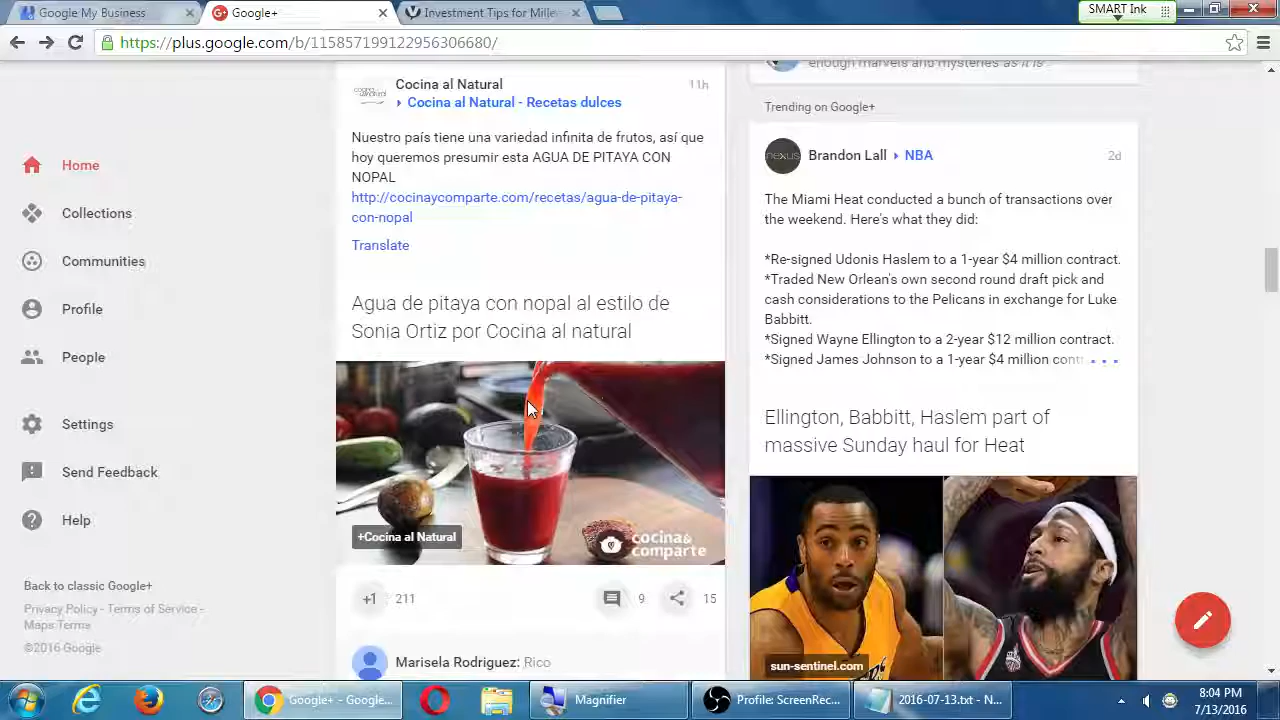 Google My Business
Google+
Investment Tips for Mille
SMART Ink
https://plus.google.com/b/115857199122956306680/
Home
Collections
Communities
Profile
People
Settings
Send Feedback
Help
Back to classic Google+
Privacy Policy - Terms of Service -
Maps Terms
©2016 Google
Cocina al Natural
11h
Cocina al Natural - Recetas dulces
Nuestro país tiene una variedad infinita de frutos, así que
hoy queremos presumir esta AGUA DE PITAYA CON
NOPAL
http://cocinaycomparte.com/recetas/agua-de-pitaya-
con-nopal
Translate
Agua de pitaya con nopal al estilo de
Sonia Ortiz por Cocina al natural
+Cocina al Natural
cocina&
comparte
+1 211
9
15
Marisela Rodriguez: Rico
enough marvels and mysteries as it is
Trending on Google+
nexus
Brandon Lall
NBA
2d
The Miami Heat conducted a bunch of transactions over
the weekend. Here's what they did:
*Re-signed Udonis Haslem to a 1-year $4 million contract.
*Traded New Orlean's own second round draft pick and
cash considerations to the Pelicans in exchange for Luke
Babbitt.
*Signed Wayne Ellington to a 2-year $12 million contract.
*Signed James Johnson to a 1-year $4 million cont
Ellington, Babbitt, Haslem part of
massive Sunday haul for Heat
sun-sentinel.com
Google+ - Google...
Magnifier
Profile: ScreenRec...
2016-07-13.txt - N...
8:04 PM
7/13/2016